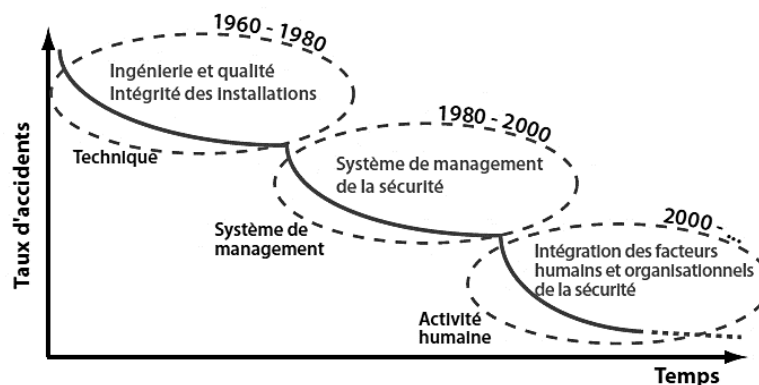 1960 - 1980
Ingénierie et qualité
Intégrité des installations
Technique
1980 - 2000
Système de management
de la sécurité
Système de
management
2000 - ...
Intégration des facteurs
humains et organisationnels
de la sécurité
Activité
humaine
Taux d'accidents
Temps